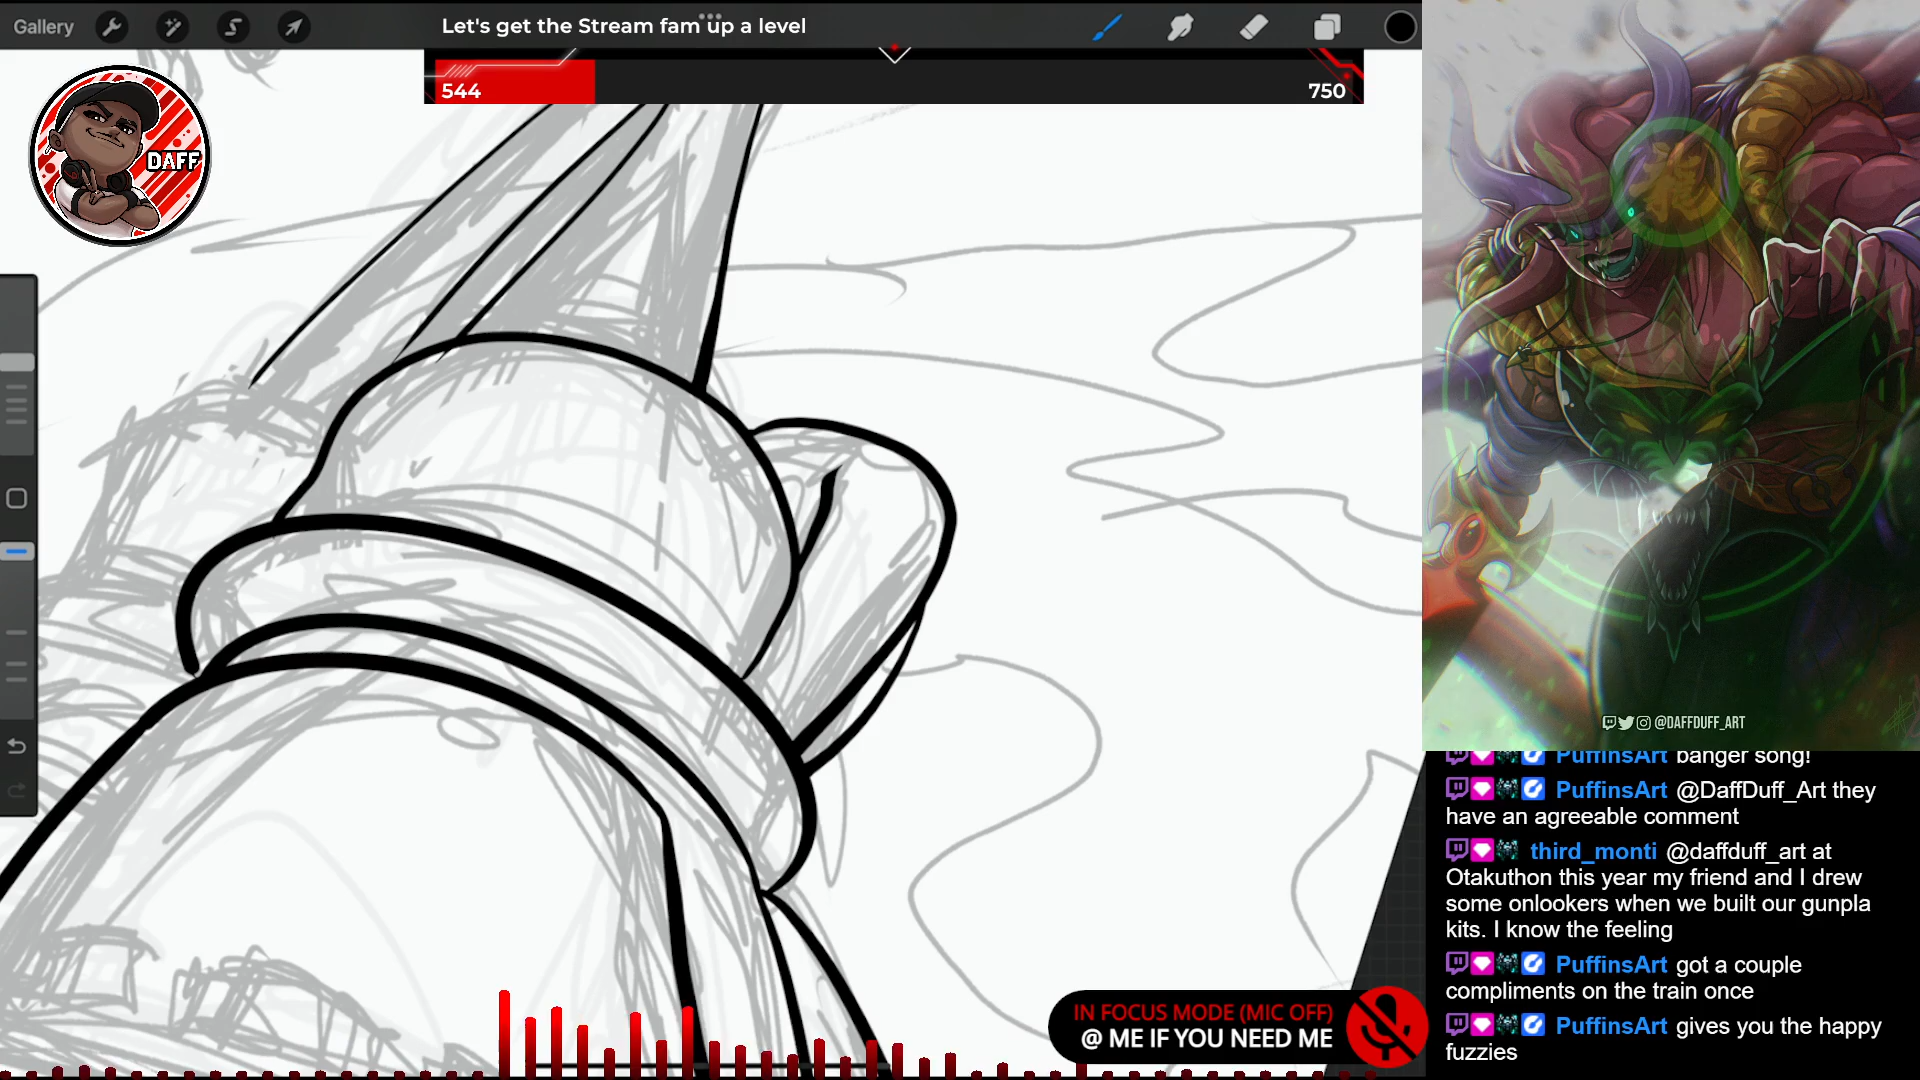 Gallery
Let's get the Stream fam up a level
544
750
DAFF
@DAFFDUFF_ART
PuffinsArt banger song!
PuffinsArt @DaffDuff_Art they
have an agreeable comment
third_monti @daffduff_art at
Otakuthon this year my friend and I drew
some onlookers when we built our gunpla
kits. I know the feeling
PuffinsArt got a couple
compliments on the train once
PuffinsArt gives you the happy
fuzzies
IN FOCUS MODE (MIC OFF)
@ ME IF YOU NEED ME